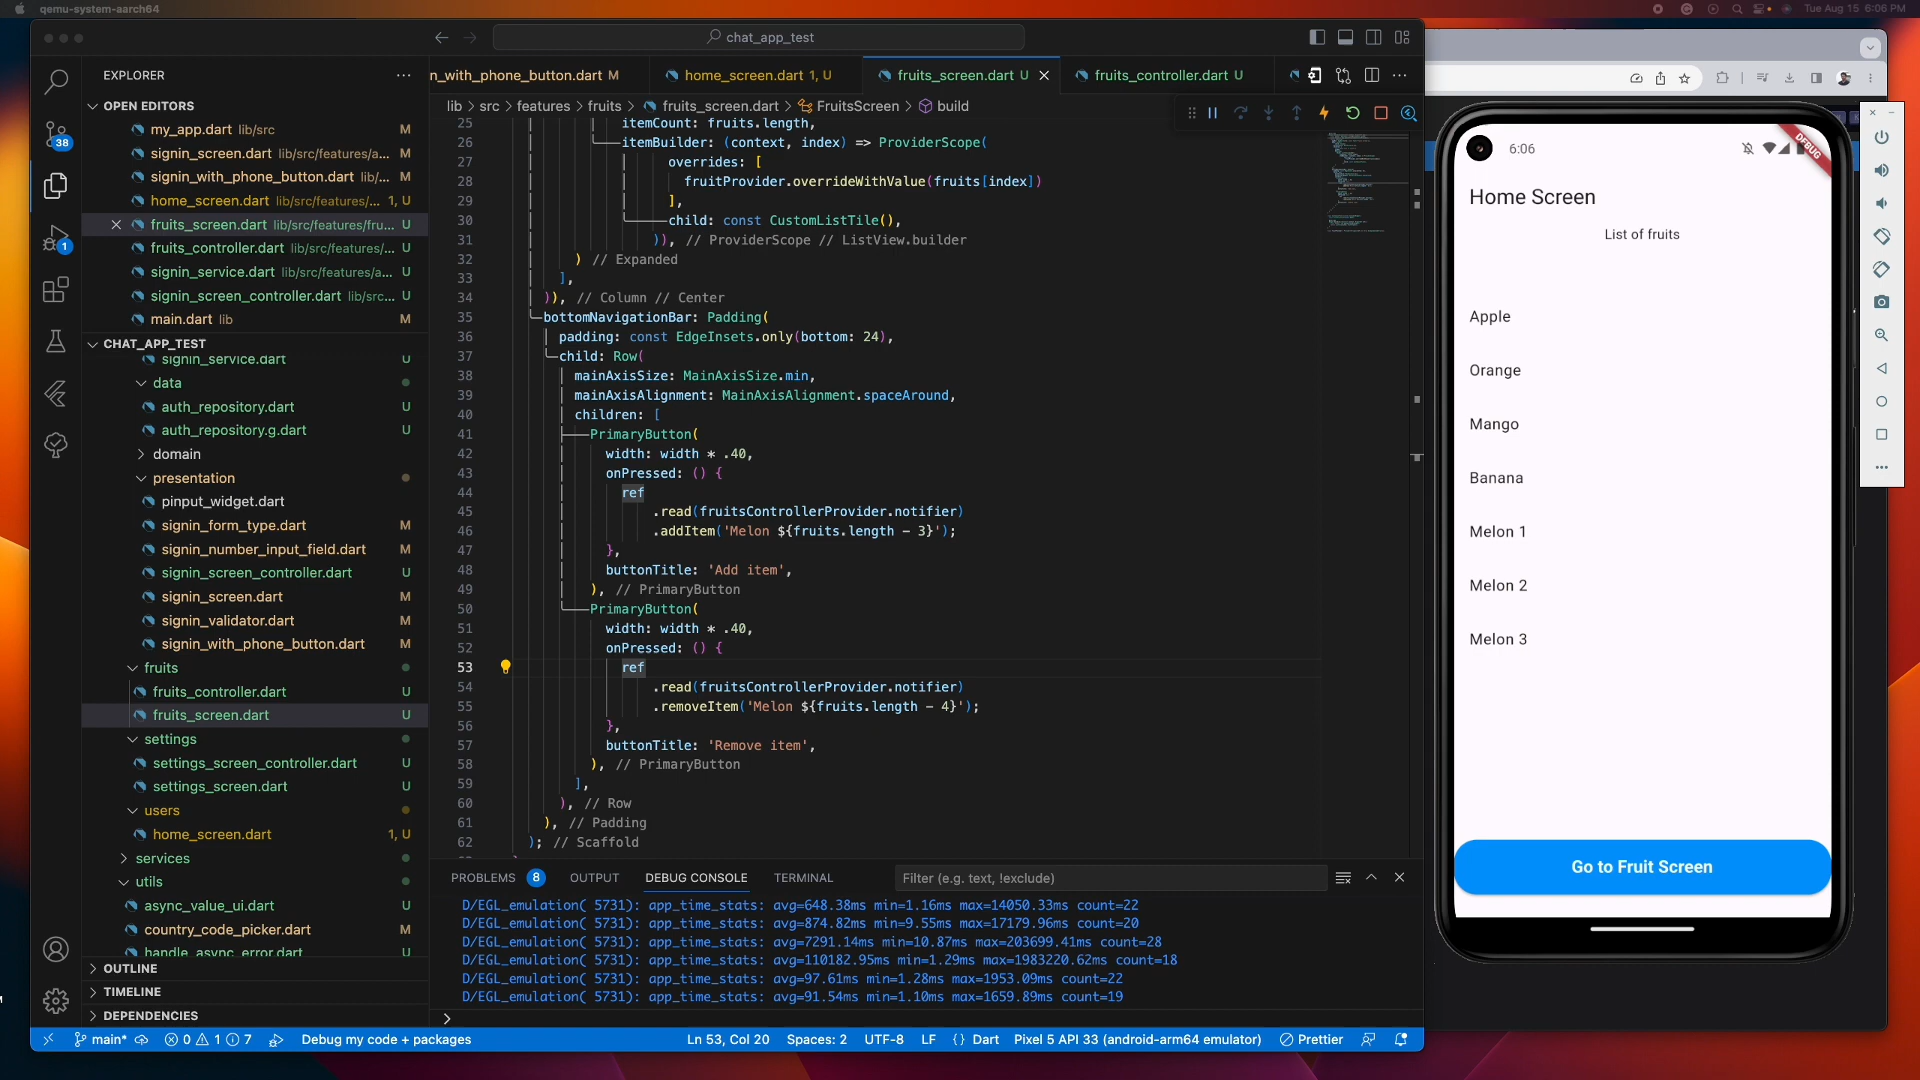 qemu-system-aarch64
Tue Aug 15 6:06 PM
chat_app_test
EXPLORER
n_with_phone_button.dart M
home_screen.dart 1, U
fruits_screen.dart U
fruits_controller.dart U
lib > src > features > fruits > fruits_screen.dart > FruitsScreen > build
OPEN EDITORS
my_app.dart lib/src M
signin_screen.dart lib/src/features/a... M
signin_with_phone_button.dart lib/... M
home_screen.dart lib/src/features/... 1, U
fruits_screen.dart lib/src/features/fru... U
fruits_controller.dart lib/src/features/... U
signin_service.dart lib/src/features/a... U
signin_screen_controller.dart lib/src... U
main.dart lib M
CHAT_APP_TEST
signin_service.dart U
data
auth_repository.dart U
auth_repository.g.dart U
domain
presentation
pinput_widget.dart
signin_form_type.dart M
signin_number_input_field.dart M
signin_screen_controller.dart U
signin_screen.dart M
signin_validator.dart M
signin_with_phone_button.dart M
fruits
fruits_controller.dart U
fruits_screen.dart U
settings
settings_screen_controller.dart U
settings_screen.dart U
users
home_screen.dart 1, U
services
utils
async_value_ui.dart U
country_code_picker.dart M
handle_async_error.dart U
OUTLINE
TIMELINE
DEPENDENCIES
38
1
25 itemCount: fruits.length,
26 itemBuilder: (context, index) => ProviderScope(
27 overrides: [
28 fruitProvider.overrideWithValue(fruits[index])
29 ],
30 child: const CustomListTile(),
31 )), // ProviderScope // ListView.builder
32 ) // Expanded
33 ],
34 )), // Column // Center
35 bottomNavigationBar: Padding(
36 padding: const EdgeInsets.only(bottom: 24),
37 child: Row(
38 mainAxisSize: MainAxisSize.min,
39 mainAxisAlignment: MainAxisAlignment.spaceAround,
40 children: [
41 PrimaryButton(
42 width: width * .40,
43 onPressed: () {
44 ref
45 .read(fruitsControllerProvider.notifier)
46 .addItem('Melon ${fruits.length - 3}');
47 },
48 buttonTitle: 'Add item',
49 ), // PrimaryButton
50 PrimaryButton(
51 width: width * .40,
52 onPressed: () {
53 ref
54 .read(fruitsControllerProvider.notifier)
55 .removeItem('Melon ${fruits.length - 4}');
56 },
57 buttonTitle: 'Remove item',
58 ), // PrimaryButton
59 ],
60 ), // Row
61 ), // Padding
62 ); // Scaffold
PROBLEMS 8 OUTPUT DEBUG CONSOLE TERMINAL Filter (e.g. text, !exclude)
D/EGL_emulation( 5731): app_time_stats: avg=648.38ms min=1.16ms max=14050.33ms count=22
D/EGL_emulation( 5731): app_time_stats: avg=874.82ms min=9.55ms max=17179.96ms count=20
D/EGL_emulation( 5731): app_time_stats: avg=7291.14ms min=10.87ms max=203699.41ms count=28
D/EGL_emulation( 5731): app_time_stats: avg=110182.95ms min=1.29ms max=1983220.62ms count=18
D/EGL_emulation( 5731): app_time_stats: avg=97.61ms min=1.28ms max=1953.09ms count=22
D/EGL_emulation( 5731): app_time_stats: avg=91.54ms min=1.10ms max=1659.89ms count=19
main* 0 1 7 Debug my code + packages Ln 53, Col 20 Spaces: 2 UTF-8 LF {} Dart Pixel 5 API 33 (android-arm64 emulator) Prettier
6:06
DEBUG
Home Screen
List of fruits
Apple
Orange
Mango
Banana
Melon 1
Melon 2
Melon 3
Go to Fruit Screen